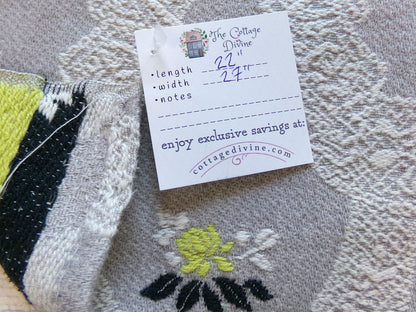 The Cottage
Divine
•length 22"
•width 27"
•notes
enjoy exclusive savings at:
cottagedivine.com